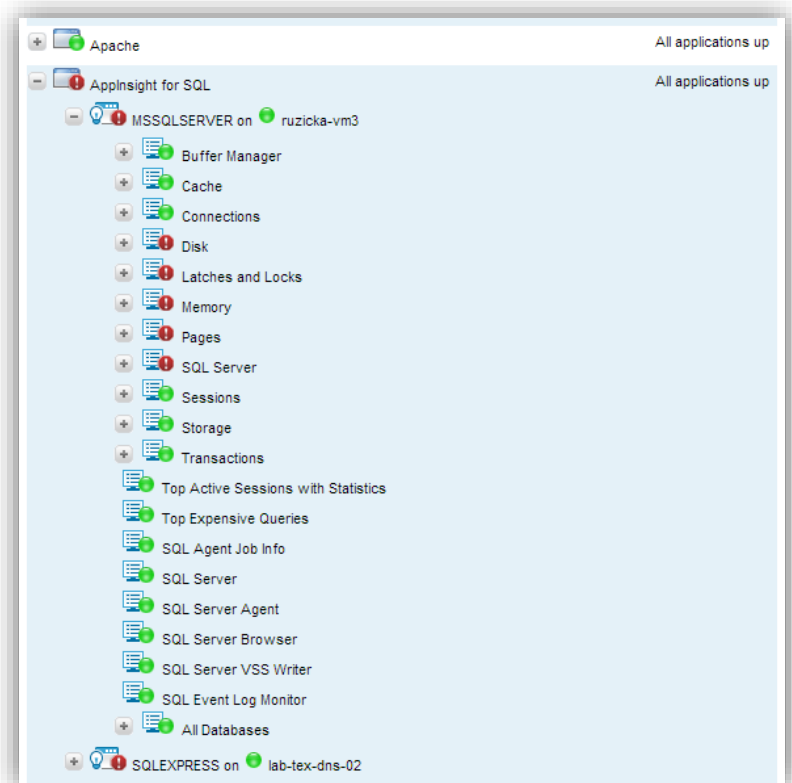 Apache All applications up
AppInsight for SQL All applications up
MSSQLSERVER on ruzicka-vm3
Buffer Manager
Cache
Connections
Disk
Latches and Locks
Memory
Pages
SQL Server
Sessions
Storage
Transactions
Top Active Sessions with Statistics
Top Expensive Queries
SQL Agent Job Info
SQL Server
SQL Server Agent
SQL Server Browser
SQL Server VSS Writer
SQL Event Log Monitor
All Databases
SQLEXPRESS on lab-tex-dns-02